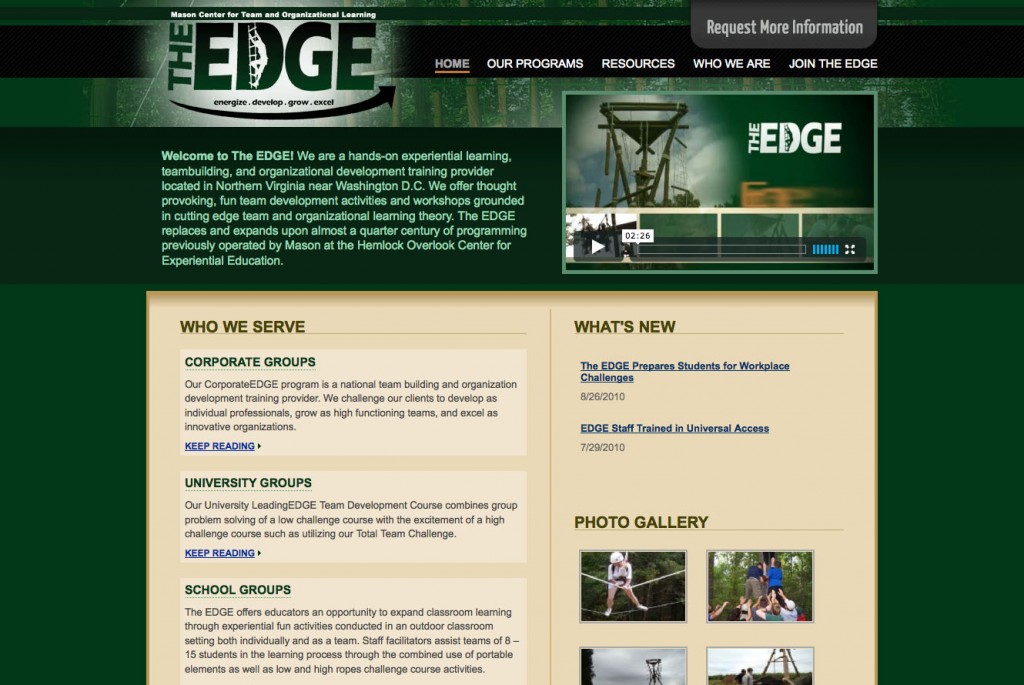 Mason Center for Team and Organizational Learning
THE EDGE
energize . develop . grow . excel
Request More Information
HOME OUR PROGRAMS RESOURCES WHO WE ARE JOIN THE EDGE
Welcome to The EDGE! We are a hands-on experiential learning,
teambuilding, and organizational development training provider
located in Northern Virginia near Washington D.C. We offer thought
provoking, fun team development activities and workshops grounded
in cutting edge team and organizational learning theory. The EDGE
replaces and expands upon almost a quarter century of programming
previously operated by Mason at the Hemlock Overlook Center for
Experiential Education.
THE EDGE
02:26
WHO WE SERVE
CORPORATE GROUPS
Our CorporateEDGE program is a national team building and organization
development training provider. We challenge our clients to develop as
individual professionals, grow as high functioning teams, and excel as
innovative organizations.
KEEP READING
UNIVERSITY GROUPS
Our University LeadingEDGE Team Development Course combines group
problem solving of a low challenge course with the excitement of a high
challenge course such as utilizing our Total Team Challenge.
KEEP READING
SCHOOL GROUPS
The EDGE offers educators an opportunity to expand classroom learning
through experiential fun activities conducted in an outdoor classroom
setting both individually and as a team. Staff facilitators assist teams of 8 –
15 students in the learning process through the combined use of portable
elements as well as low and high ropes challenge course activities.
WHAT'S NEW
The EDGE Prepares Students for Workplace
Challenges
8/26/2010
EDGE Staff Trained in Universal Access
7/29/2010
PHOTO GALLERY